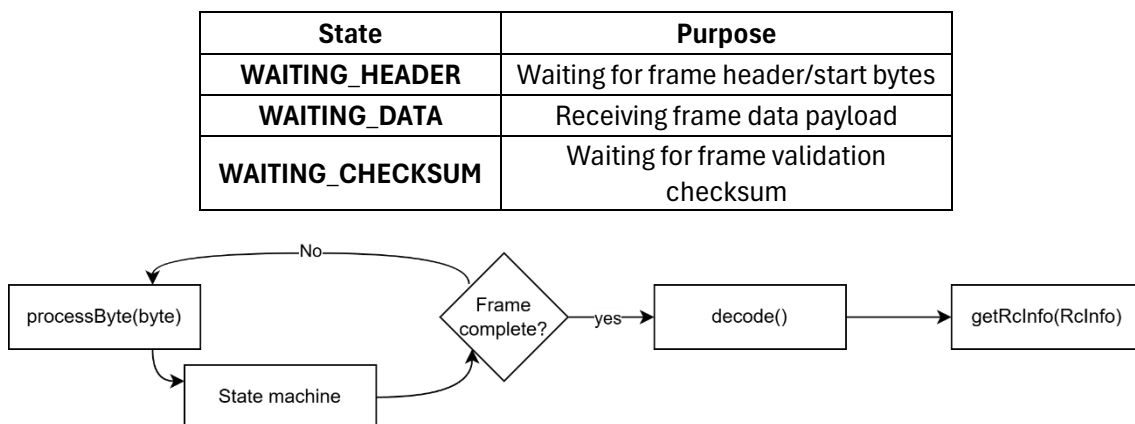 State Purpose
WAITING_HEADER Waiting for frame header/start bytes
WAITING_DATA Receiving frame data payload
WAITING_CHECKSUM Waiting for frame validation
checksum
No
processByte(byte)
State machine
Frame
complete?
yes
decode()
getRcInfo(RcInfo)